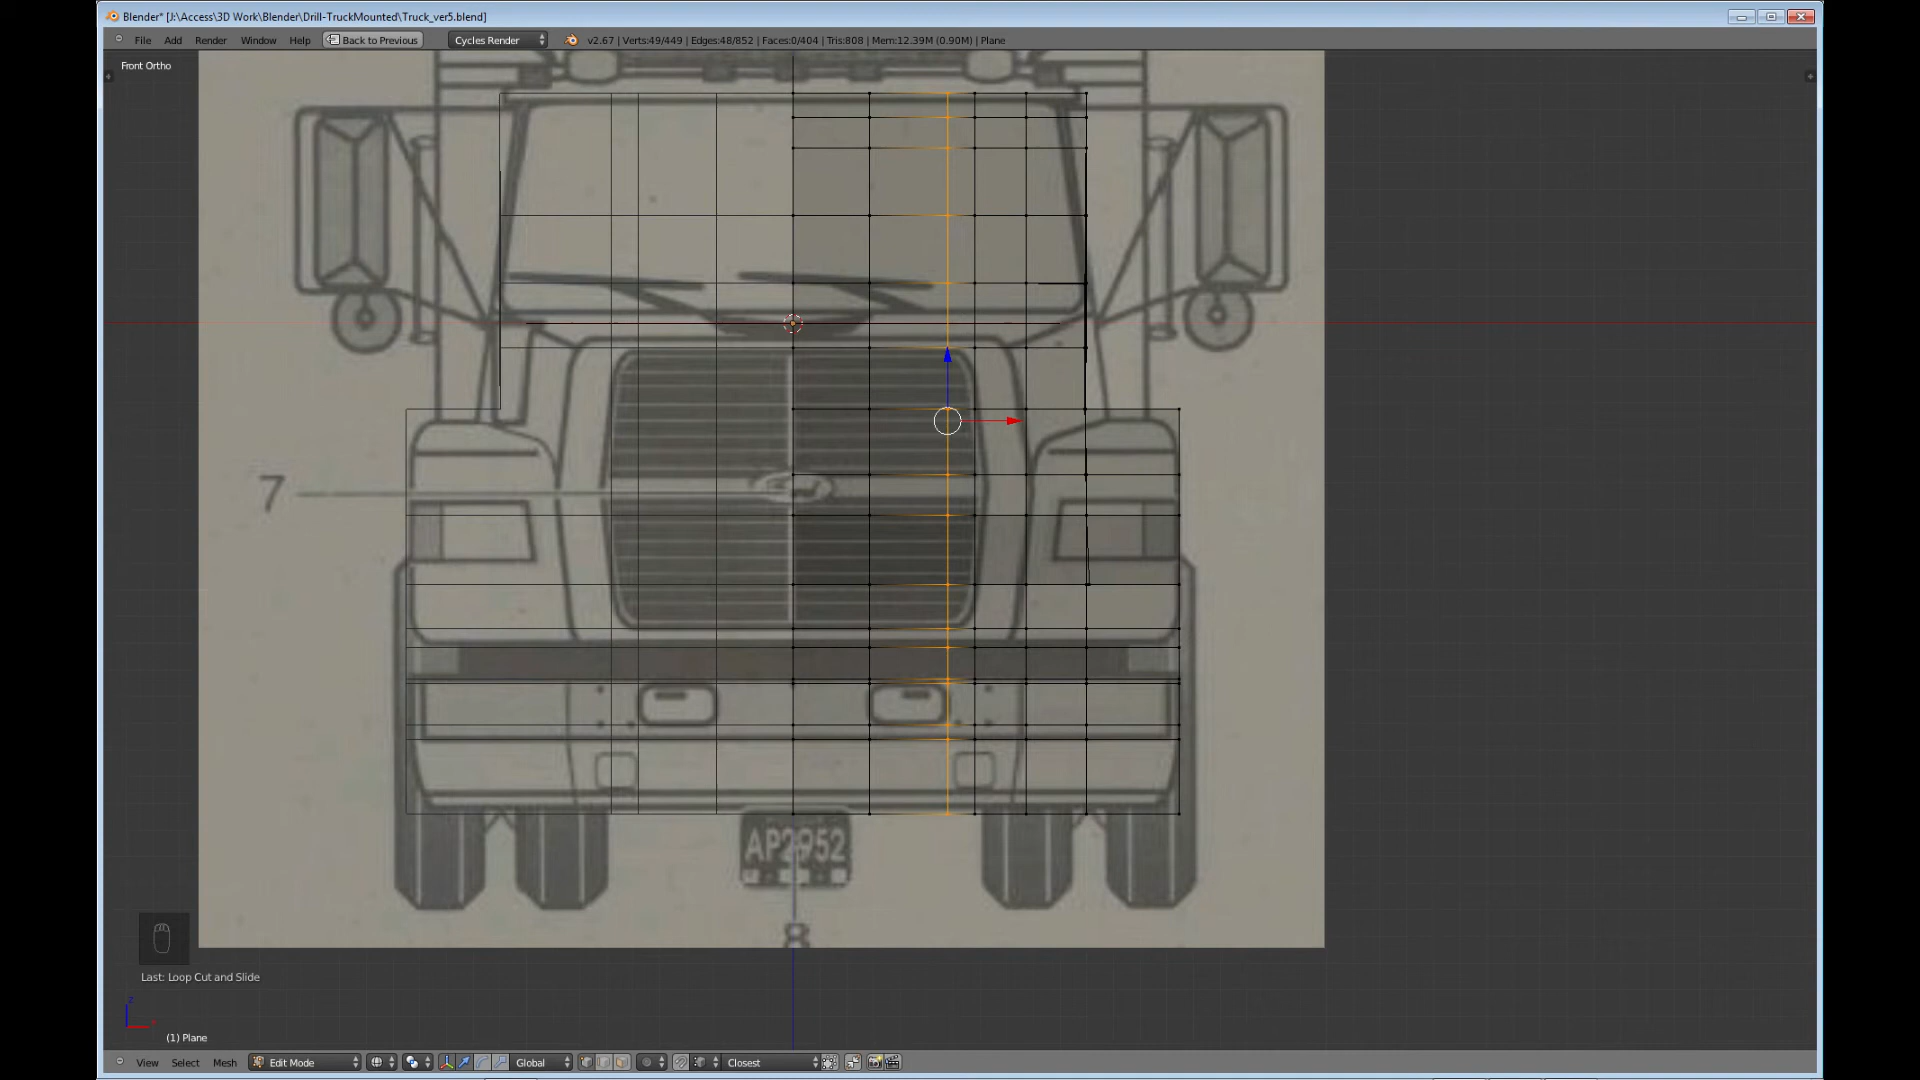 Blender* [J:\Access\3D Work\Blender\Drill-TruckMounted\Truck_ver5.blend]
File Add Render Window Help Back to Previous Cycles Render v2.67 | Verts:49/449 | Edges:48/852 | Faces:0/404 | Tris:808 | Mem:12.39M (0.90M) | Plane
Front Ortho
7
AP2952
8
Last: Loop Cut and Slide
z
(1) Plane
View Select Mesh Edit Mode Global Closest